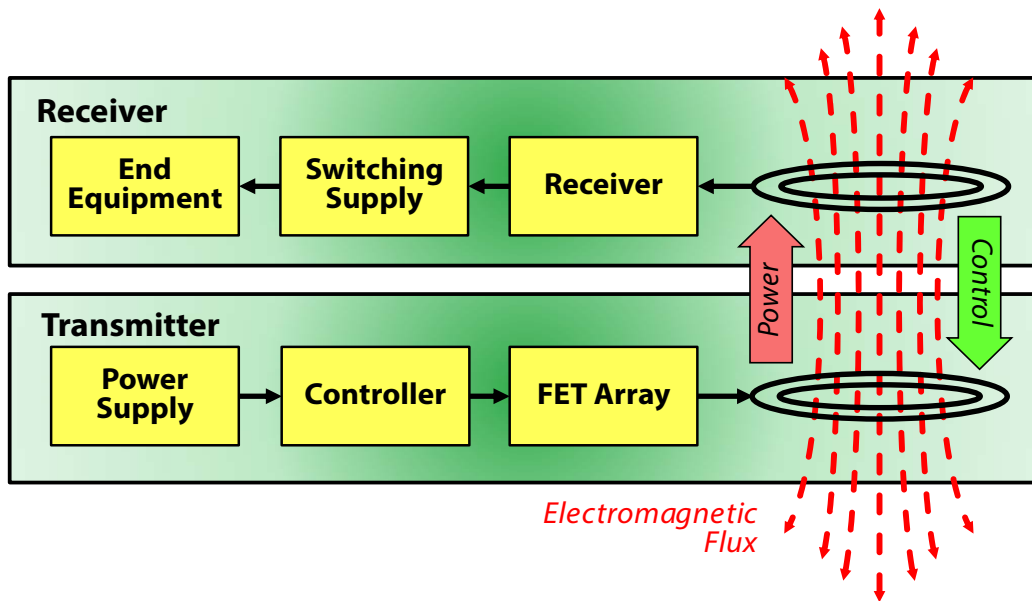 Receiver
End
Equipment
Switching
Supply
Receiver
Power
Control
Transmitter
Power
Supply
Controller
FET Array
Electromagnetic
Flux